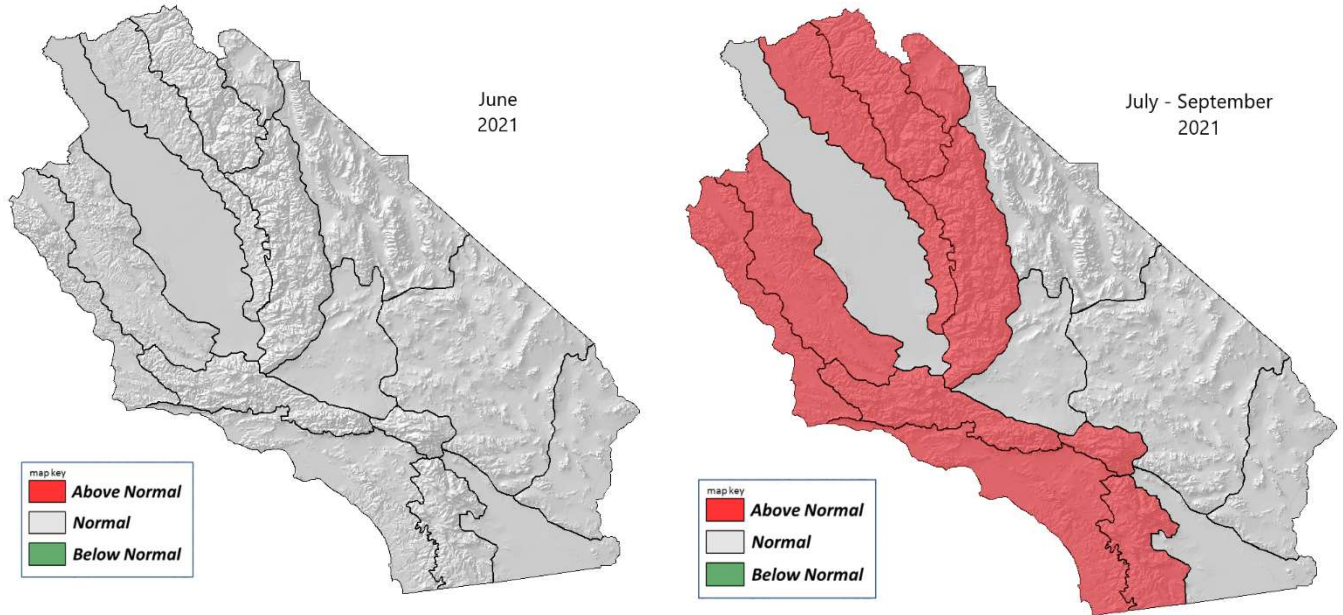 June
2021
map key
Above Normal
Normal
Below Normal
July - September
2021
map key
Above Normal
Normal
Below Normal